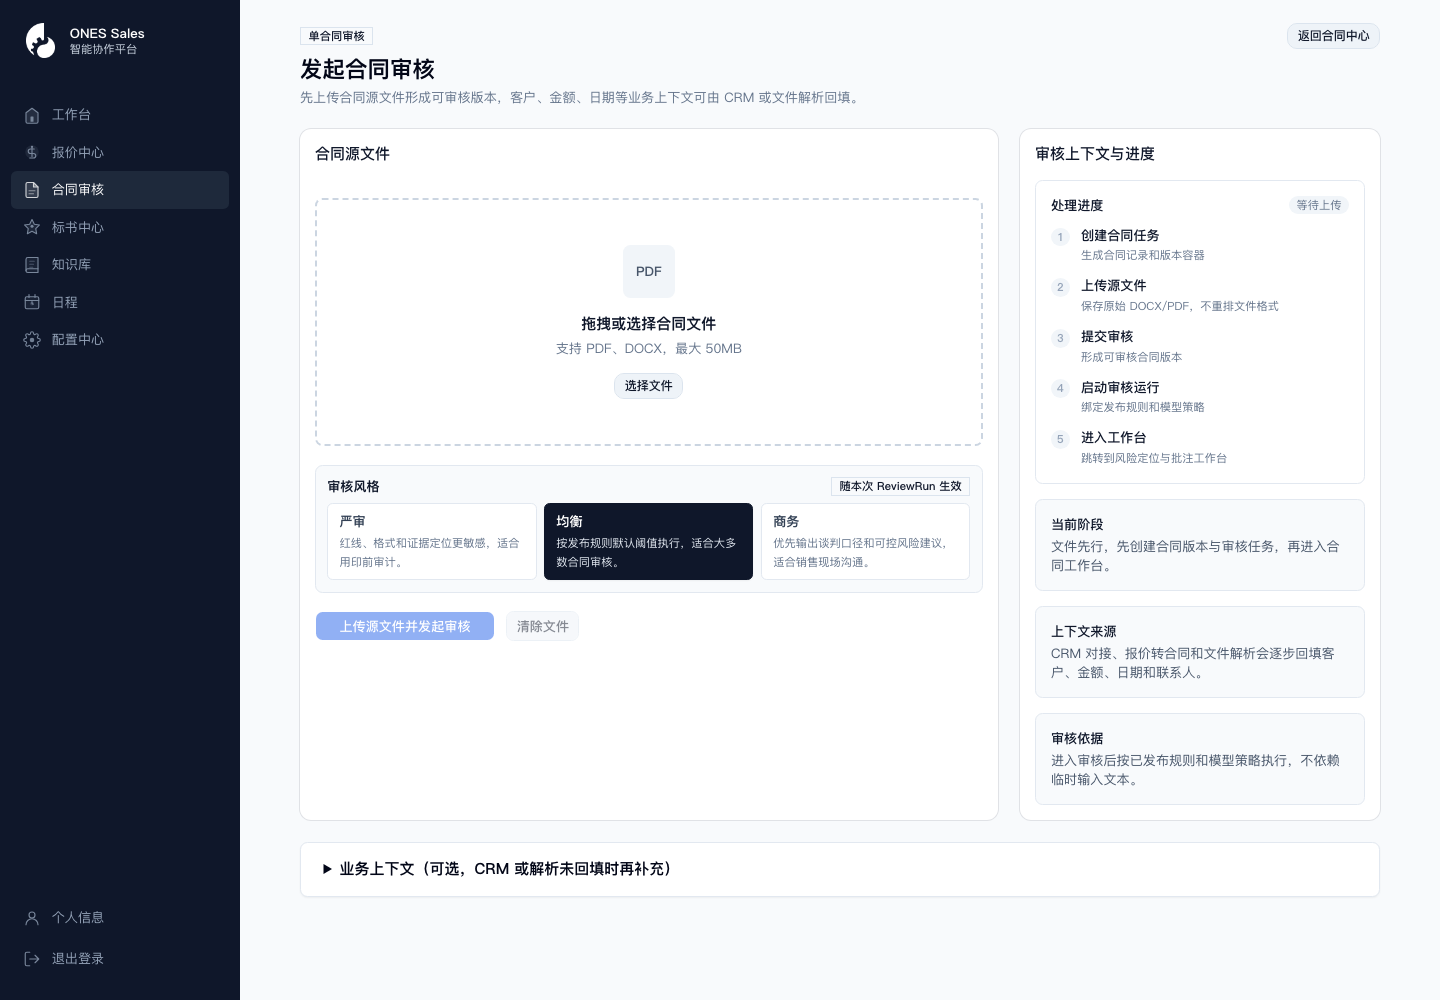 ONES Sales
智能协作平台
工作台
报价中心
合同审核
标书中心
知识库
日程
配置中心
个人信息
退出登录
单合同审核
返回合同中心
发起合同审核
先上传合同源文件形成可审核版本，客户、金额、日期等业务上下文可由 CRM 或文件解析回填。
合同源文件
PDF
拖拽或选择合同文件
支持 PDF、DOCX，最大 50MB
选择文件
审核风格
随本次 ReviewRun 生效
严审
红线、格式和证据定位更敏感，适合
用印前审计。
均衡
按发布规则默认阈值执行，适合大多
数合同审核。
商务
优先输出谈判口径和可控风险建议，
适合销售现场沟通。
上传源文件并发起审核
清除文件
审核上下文与进度
处理进度
等待上传
1
创建合同任务
生成合同记录和版本容器
2
上传源文件
保存原始 DOCX/PDF，不重排文件格式
3
提交审核
形成可审核合同版本
4
启动审核运行
绑定发布规则和模型策略
5
进入工作台
跳转到风险定位与批注工作台
当前阶段
文件先行，先创建合同版本与审核任务，再进入合
同工作台。
上下文来源
CRM 对接、报价转合同和文件解析会逐步回填客
户、金额、日期和联系人。
审核依据
进入审核后按已发布规则和模型策略执行，不依赖
临时输入文本。
业务上下文（可选，CRM 或解析未回填时再补充）